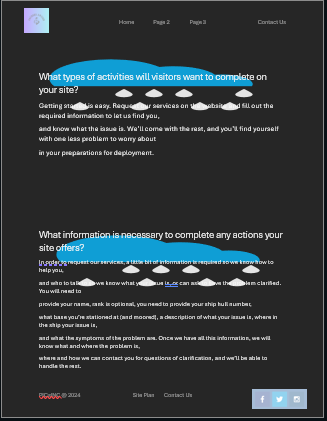 Home Page 2 Page 3 Contact Us
What types of activities will visitors want to complete on
your site?
Getting started is easy. Request our services on the website and fill out the
required information to let us find you,
and know what the issue is. We'll come with the rest, and you'll find yourself
with one less problem to worry about
in your preparations for deployment.
What information is necessary to complete any actions your
site offers?
In order to request our services, a little bit of information is required so we know how to
help you,
and who to talk to, we know what your issue is, or can ask to have the problem clarified.
You will need to
provide your name, rank is optional, you need to provide your ship hull number,
what base you're stationed at (and moored), a description of what your issue is, where in
the ship your issue is,
and what the symptoms of the problem are. Once we have all this information, we will
know what and where the problem is,
where and how we can contact you for questions of clarification, and we'll be able to
handle the rest.
@ 2024 Site Plan Contact Us
f